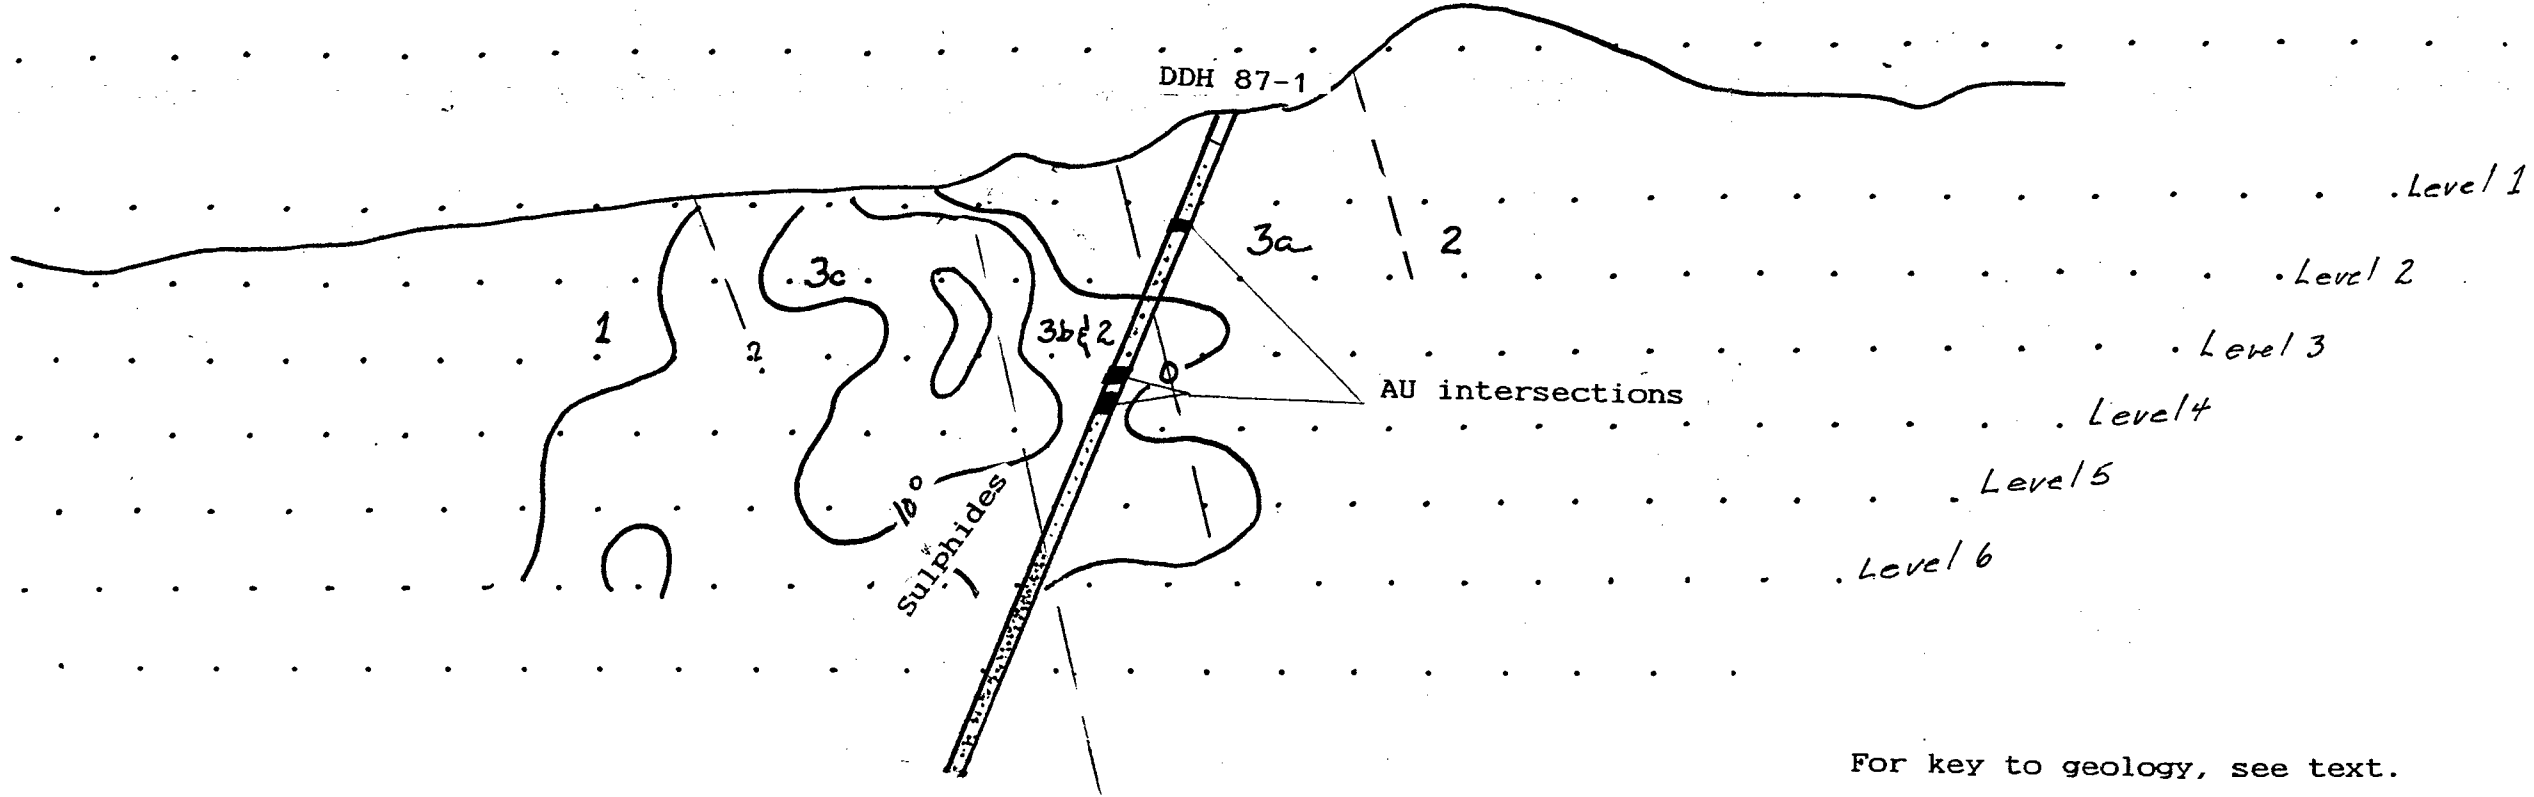 DDH 87-1
Level 1
3a
2
3c
Level 2
1
3b & 2
?
Level 3
0
AU intersections
Level 4
10°
Level 5
Sulphides
Level 6
For key to geology, see text.